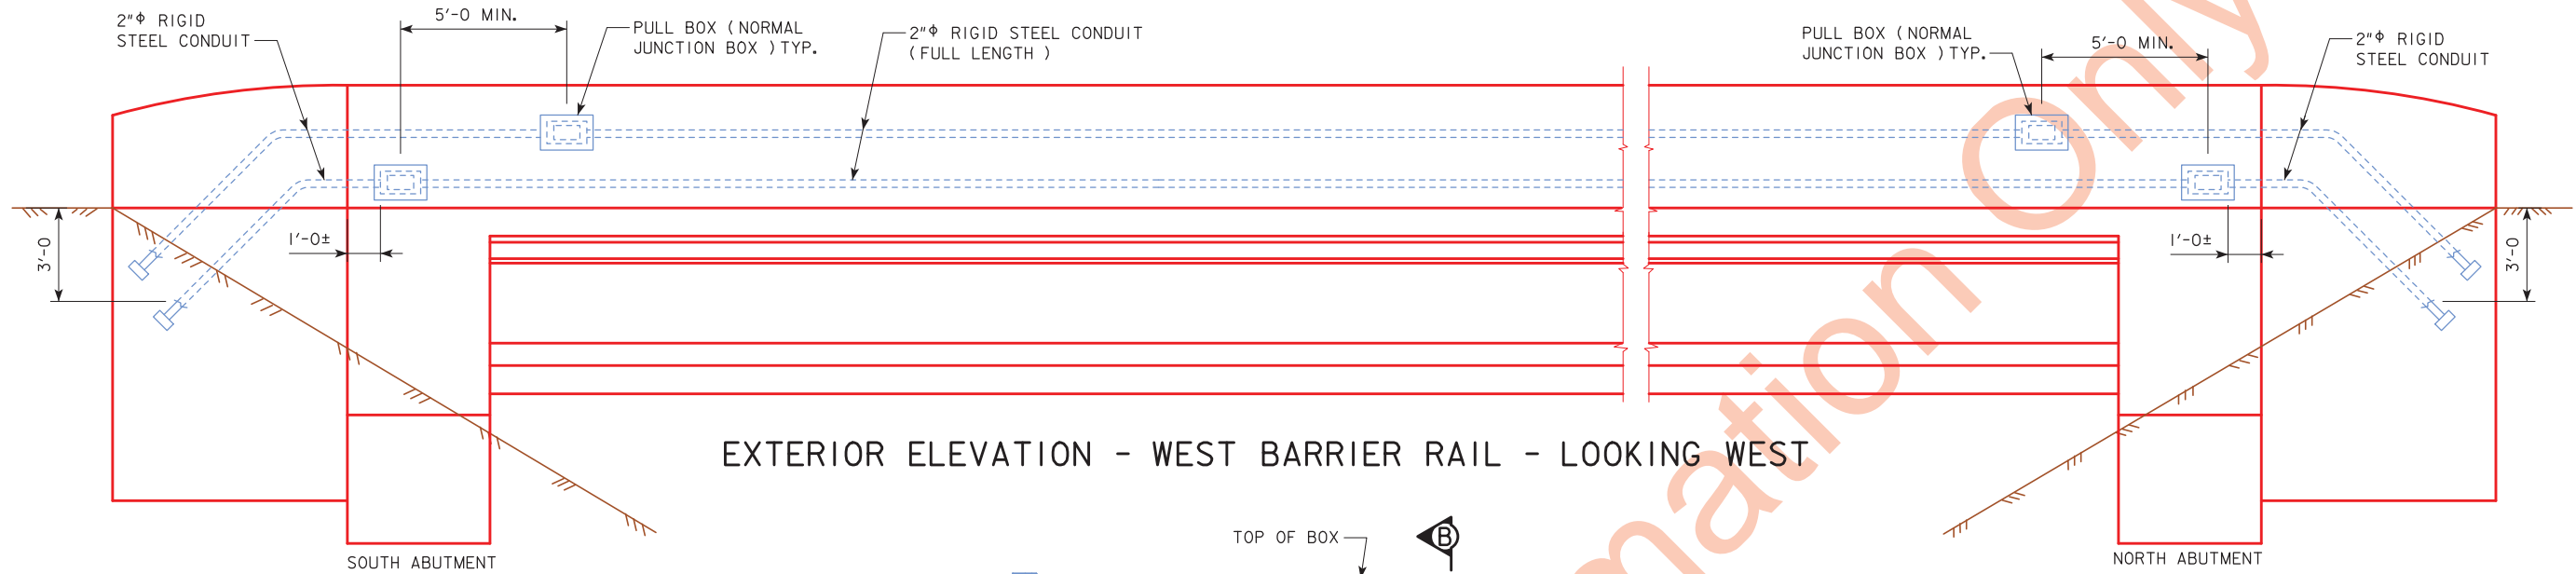 2"ϕ RIGID
STEEL CONDUIT
5'-0 MIN.
PULL BOX (NORMAL
JUNCTION BOX) TYP.
2"ϕ RIGID STEEL CONDUIT
(FULL LENGTH)
PULL BOX (NORMAL
JUNCTION BOX) TYP.
5'-0 MIN.
2"ϕ RIGID
STEEL CONDUIT
3'-0
1'-0±
1'-0±
3'-0
EXTERIOR ELEVATION - WEST BARRIER RAIL - LOOKING WEST
TOP OF BOX
B
SOUTH ABUTMENT
NORTH ABUTMENT
mation Only